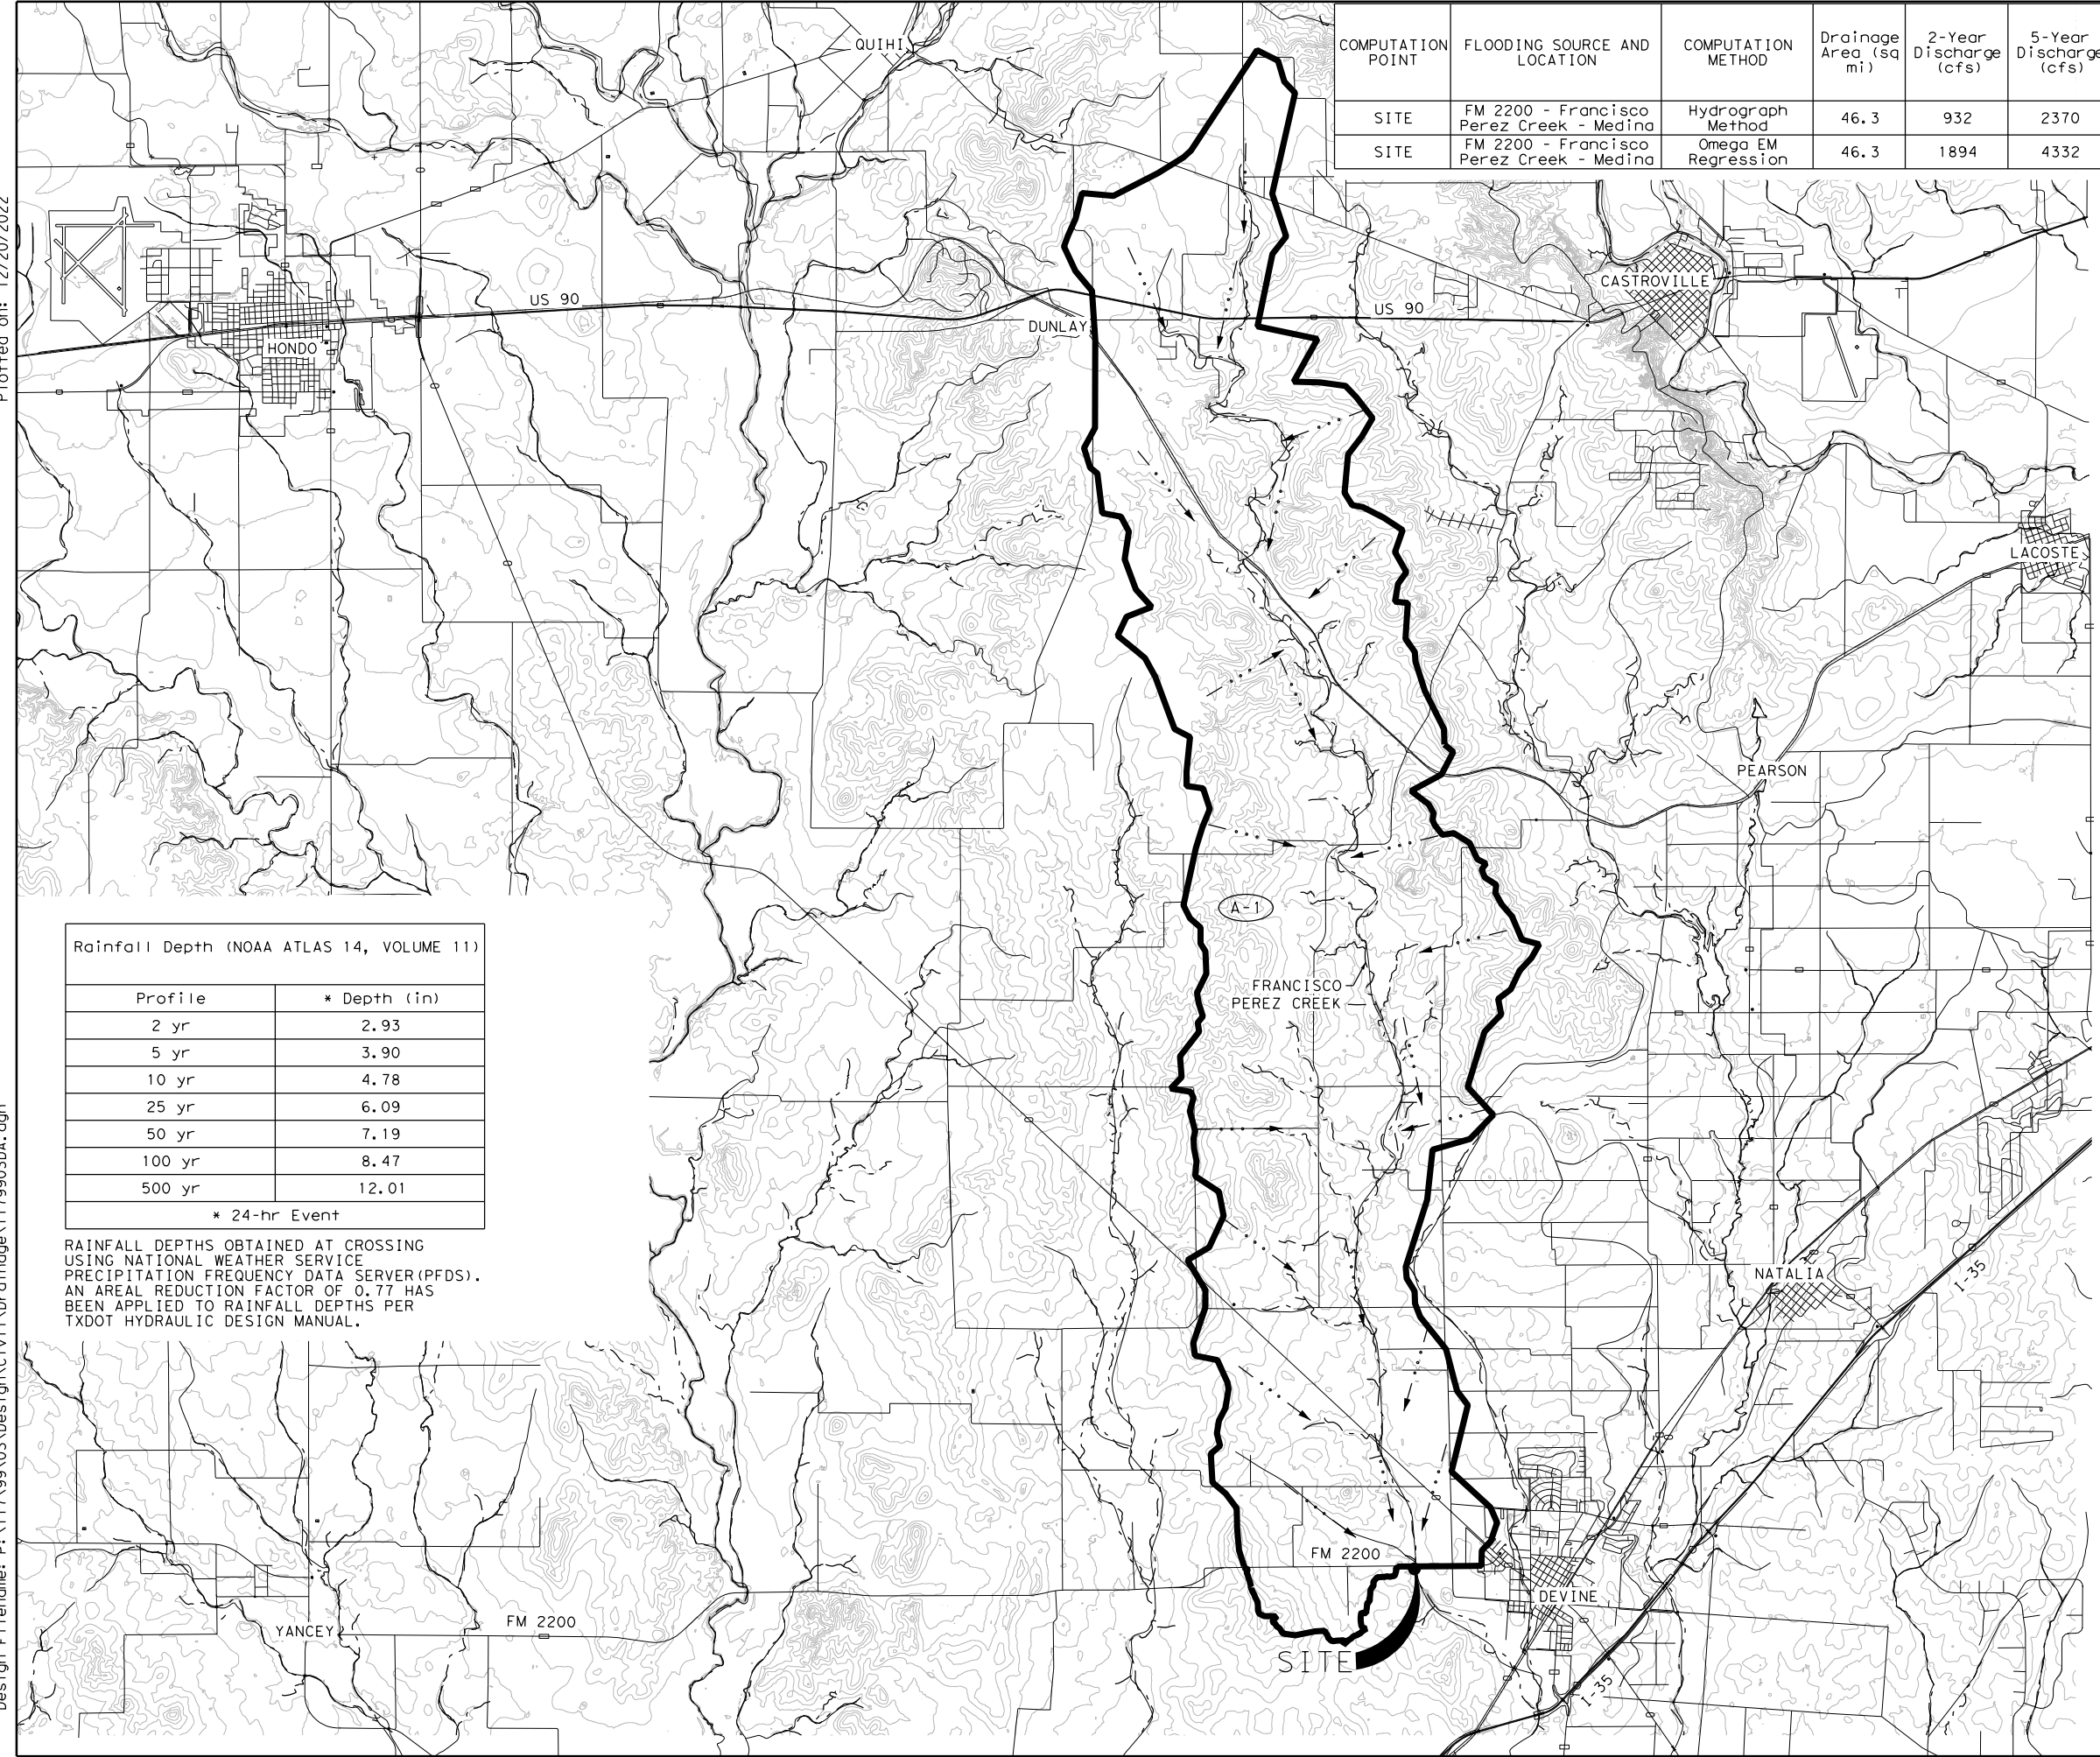 Plotted on: 12/20/2022
COMPUTATION POINT
FLOODING SOURCE AND LOCATION
COMPUTATION METHOD
Drainage Area (sq mi)
2-Year Discharge (cfs)
5-Year Discharge (cfs)
SITE
FM 2200 - Francisco Perez Creek - Medina
Hydrograph Method
46.3
932
2370
SITE
FM 2200 - Francisco Perez Creek - Medina
Omega EM Regression
46.3
1894
4332
QUIHI
CASTROVILLE
US 90
US 90
DUNLAY
HONDO
LACOSTE
PEARSON
A-1
FRANCISCO
PEREZ CREEK
Rainfall Depth (NOAA ATLAS 14, VOLUME 11)
Profile * Depth (in)
2 yr 2.93
5 yr 3.90
10 yr 4.78
25 yr 6.09
50 yr 7.19
100 yr 8.47
500 yr 12.01
* 24-hr Event
RAINFALL DEPTHS OBTAINED AT CROSSING
USING NATIONAL WEATHER SERVICE
PRECIPITATION FREQUENCY DATA SERVER(PFDS).
AN AREAL REDUCTION FACTOR OF 0.77 HAS
BEEN APPLIED TO RAINFALL DEPTHS PER
TXDOT HYDRAULIC DESIGN MANUAL.
NATALIA
I-35
FM 2200
DEVINE
YANCEY
FM 2200
SITE
I-35
Design Filename: